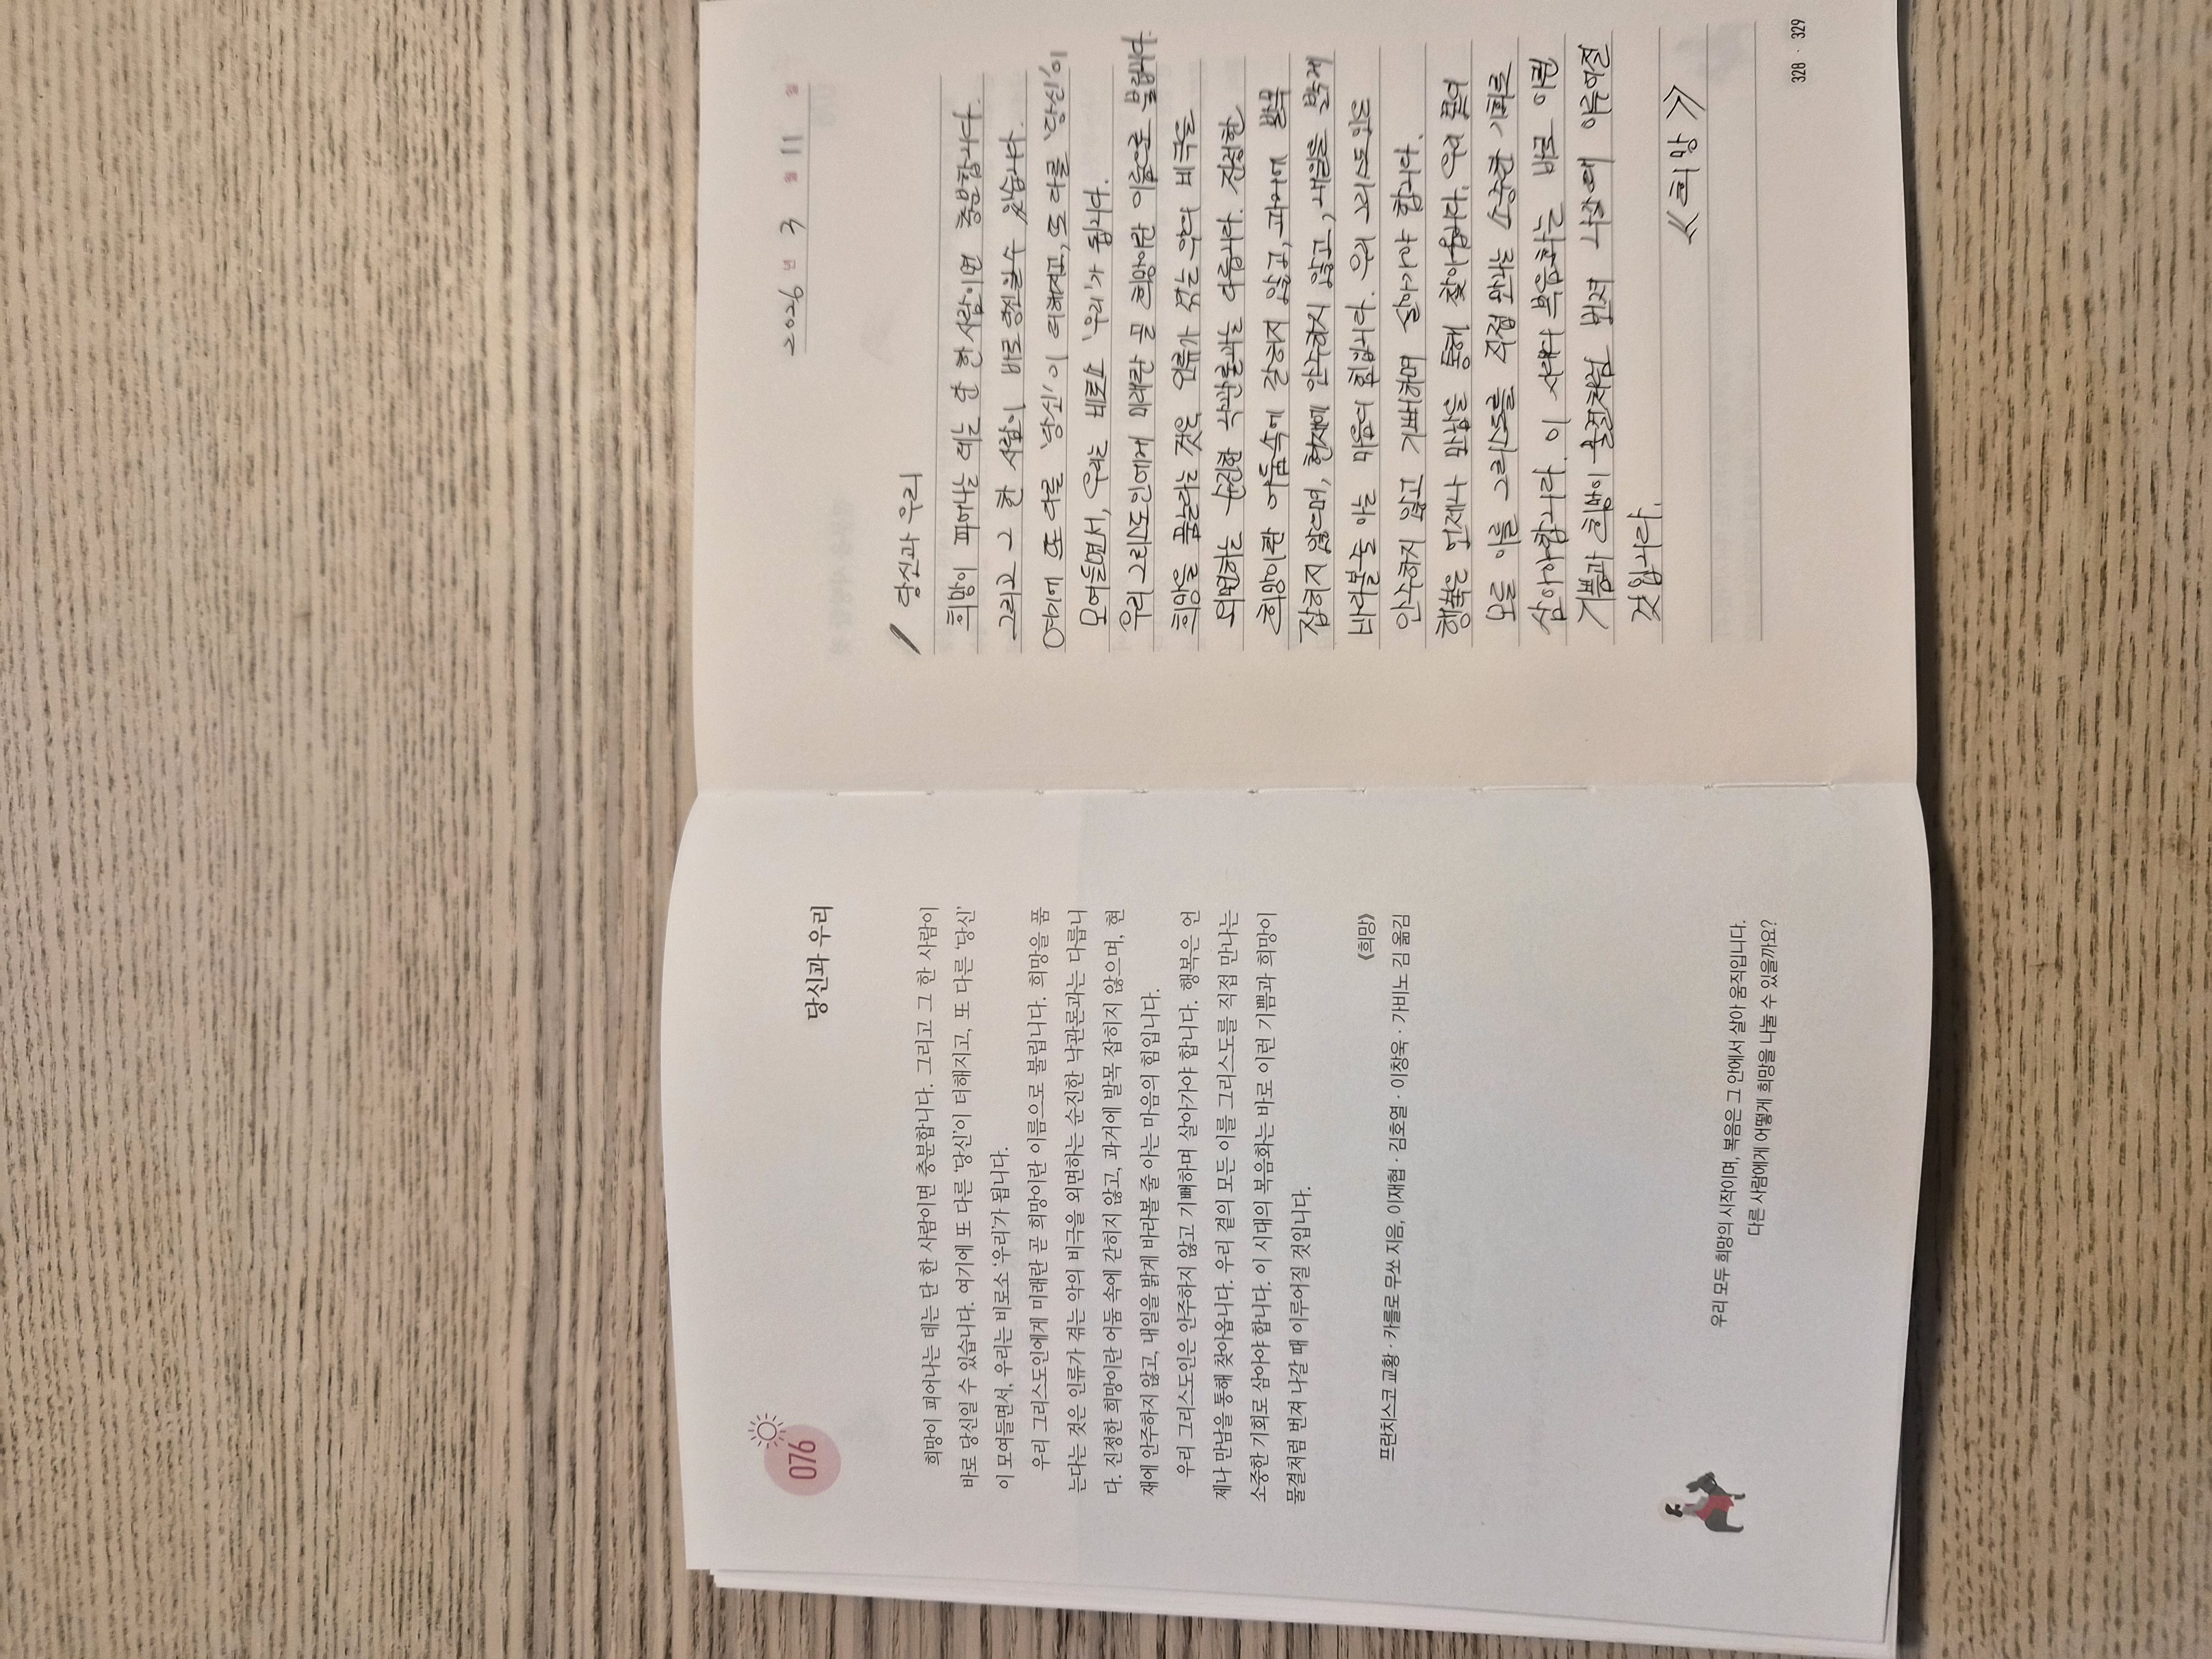 076
당신과 우리
희망이 피어나는 데는 단 한 사람이면 충분합니다. 그리고 그 한 사람이
바로 당신일 수 있습니다. 여기에 또 다른 ‘당신’이 더해지고, 또 다른 ‘당신’
이 모여들면서, 우리는 비로소 ‘우리’가 됩니다.
우리 그리스도인에게 미래란 곧 희망이란 이름으로 불립니다. 희망을 품
는다는 것은 인류가 겪는 악의 비극을 외면하는 순진한 낙관론과는 다릅니
다. 진정한 희망이란 어둠 속에 갇히지 않고, 과거에 발목 잡히지 않으며, 현
재에 안주하지 않고, 내일을 밝게 바라볼 줄 아는 마음의 힘입니다.
우리 그리스도인은 안주하지 않고 기뻐하며 살아가야 합니다. 행복은 언
제나 만남을 통해 찾아옵니다. 우리 곁의 모든 이를 그리스도를 직접 만나는
소중한 기회로 삼아야 합니다. 이 시대의 복음화는 바로 이런 기쁨과 희망이
물결처럼 번져 나갈 때 이루어질 것입니다.
《희망》
프란치스코 교황·카를로 무쏘 지음, 이재협·김호열·이창욱·가비노 김 옮김
우리 모두 희망의 시작이며, 복음은 그 안에서 살아 움직입니다.
다른 사람에게 어떻게 희망을 나눌 수 있을까요?
2026 년 3 월 11 일
당신과 우리
희망이 피어나는 데는 단 한 사람이면 충분합니다.
그리고 그 한 사람이 바로 당신일 수 있습니다.
여기에 또 다른 ‘당신’이 더해지고, 또 다른 ‘당신’이
모여들면서, 우리는 비로소 ‘우리’가 됩니다.
우리 그리스도인에게 미래란 곧 희망이란 이름으로 불립니다.
희망을 품는다는 것은 인류가 겪는 악의 비극을
외면하는 순진한 낙관론과는 다릅니다. 진정한
희망이란 어둠속에 갇히지 않고, 과거에 발목
잡히지 않으며, 현재에 안주하지 않고, 내일을 밝게
바라볼 줄 아는 마음의 힘입니다. 우리 그리스도인은
안주하지 않고 기뻐하며 살아가야 합니다.
행복은 언제나 만남을 통해 찾아옵니다. 우리 곁의
모든 이를 그리스도를 직접 만나는 소중한 기회로
삼아야합니다. 이 시대의 복음화는 바로 이런
기쁨과 희망이 물결처럼 번져 나갈때 이루어질
것입니다.
《희망》
328 · 329